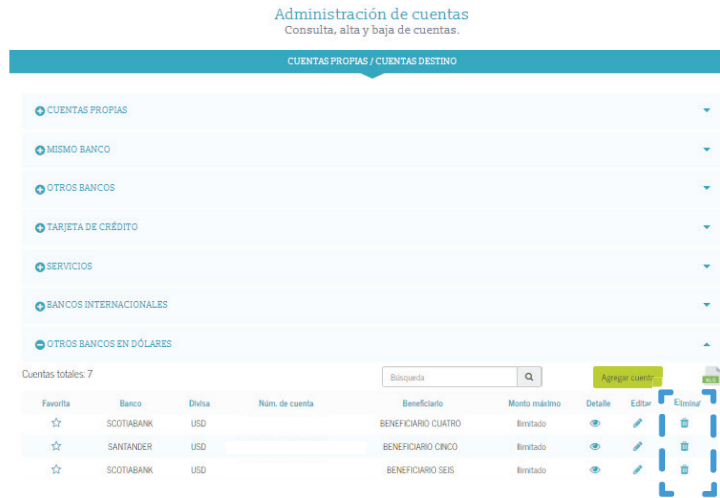 Administración de cuentas
Consulta, alta y baja de cuentas.
CUENTAS PROPIAS / CUENTAS DESTINO
CUENTAS PROPIAS
MISMO BANCO
OTROS BANCOS
TARJETA DE CRÉDITO
SERVICIOS
BANCOS INTERNACIONALES
OTROS BANCOS EN DÓLARES
Cuentas totales: 7 Búsqueda Agregar cuenta XLS
Favorita Banco Divisa Núm. de cuenta Beneficiario Monto máximo Detalle Editar Eliminar
SCOTIABANK USD BENEFICIARIO CUATRO Ilimitado
SANTANDER USD BENEFICIARIO CINCO Ilimitado
SCOTIABANK USD BENEFICIARIO SEIS Ilimitado